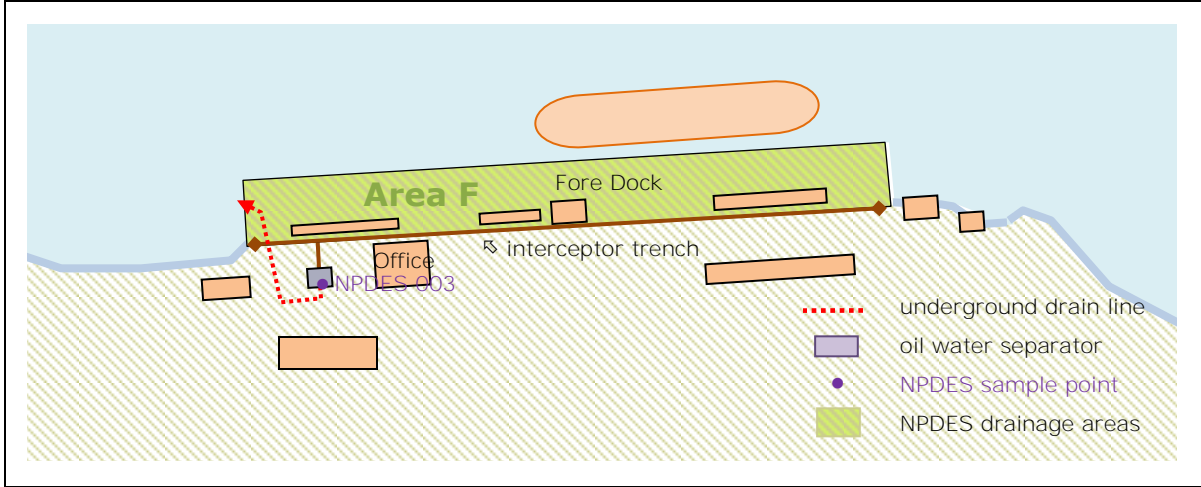 Fore Dock
Area F
interceptor trench
Office
NPDES 003
underground drain line
oil water separator
NPDES sample point
NPDES drainage areas